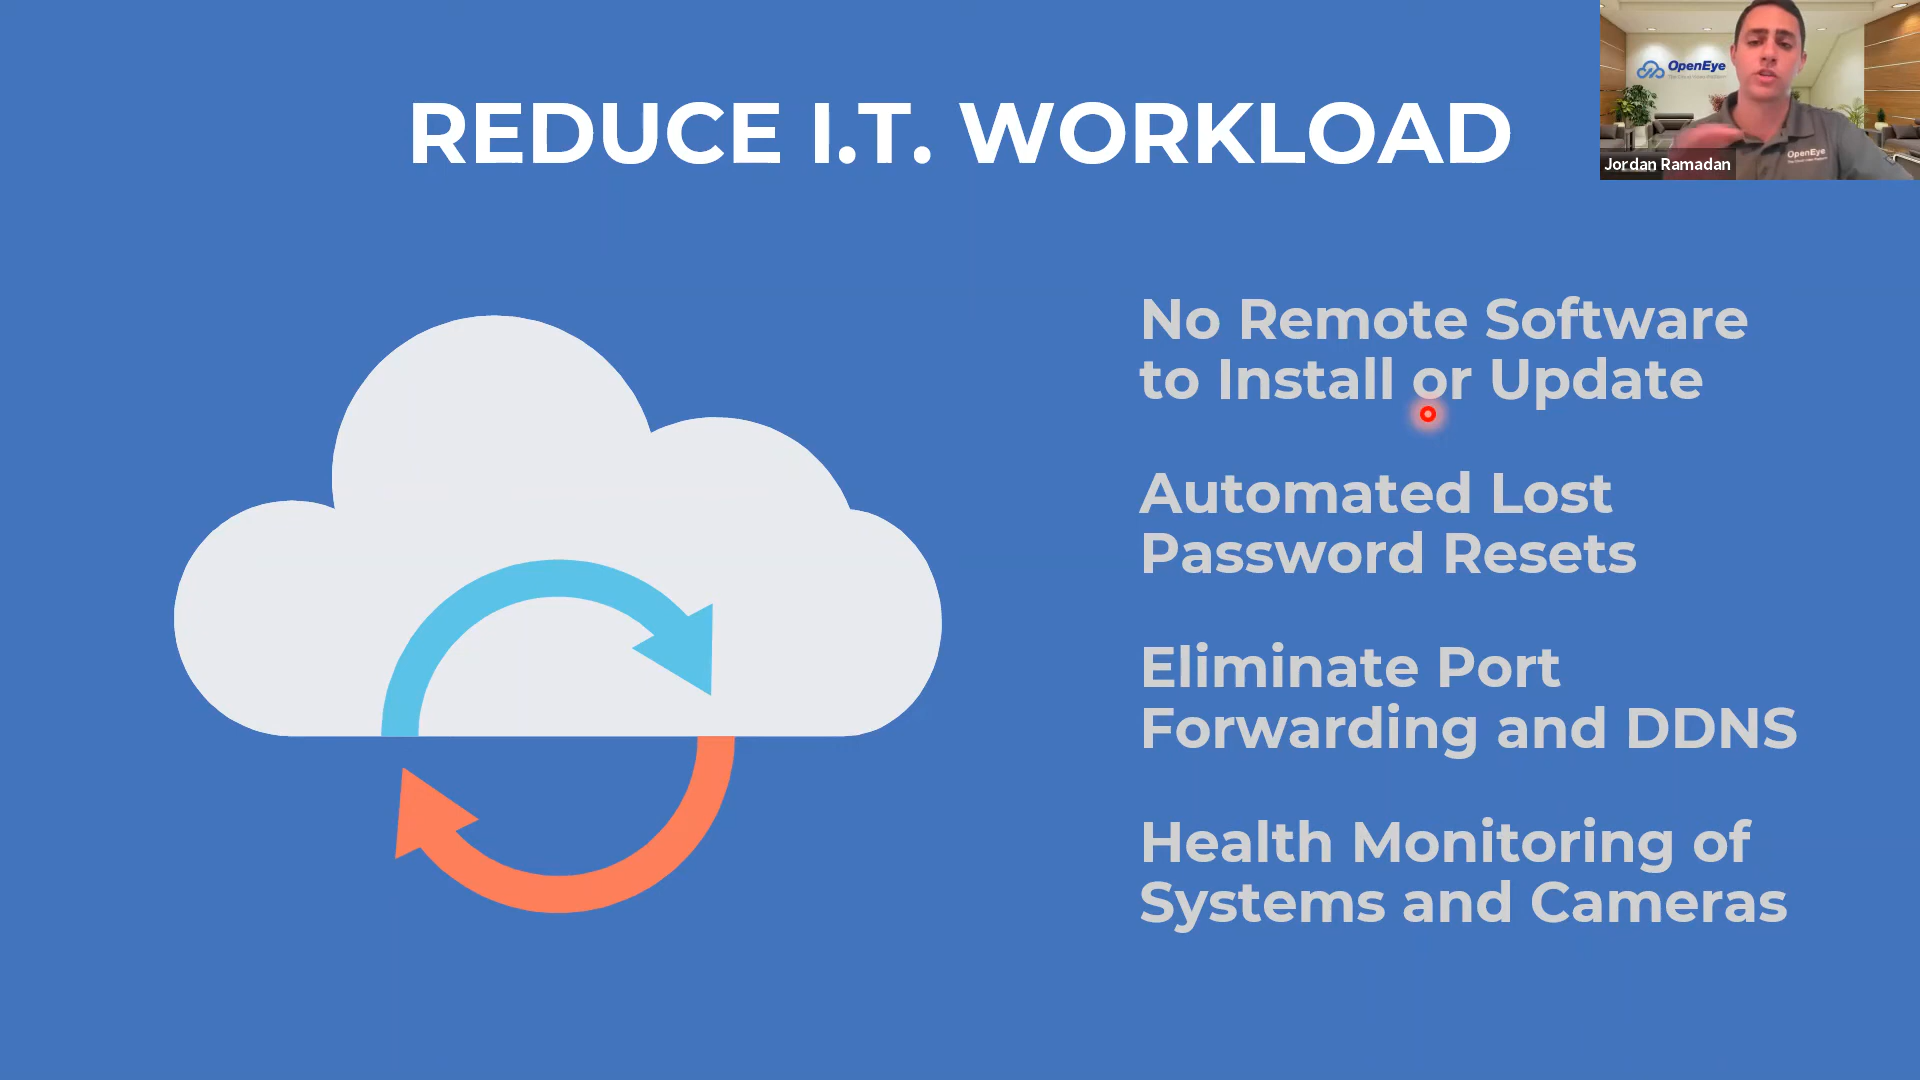 REDUCE I.T. WORKLOAD
OpenEye
OpenEye
Jordan Ramadan
No Remote Software
to Install or Update
Automated Lost
Password Resets
Eliminate Port
Forwarding and DDNS
Health Monitoring of
Systems and Cameras